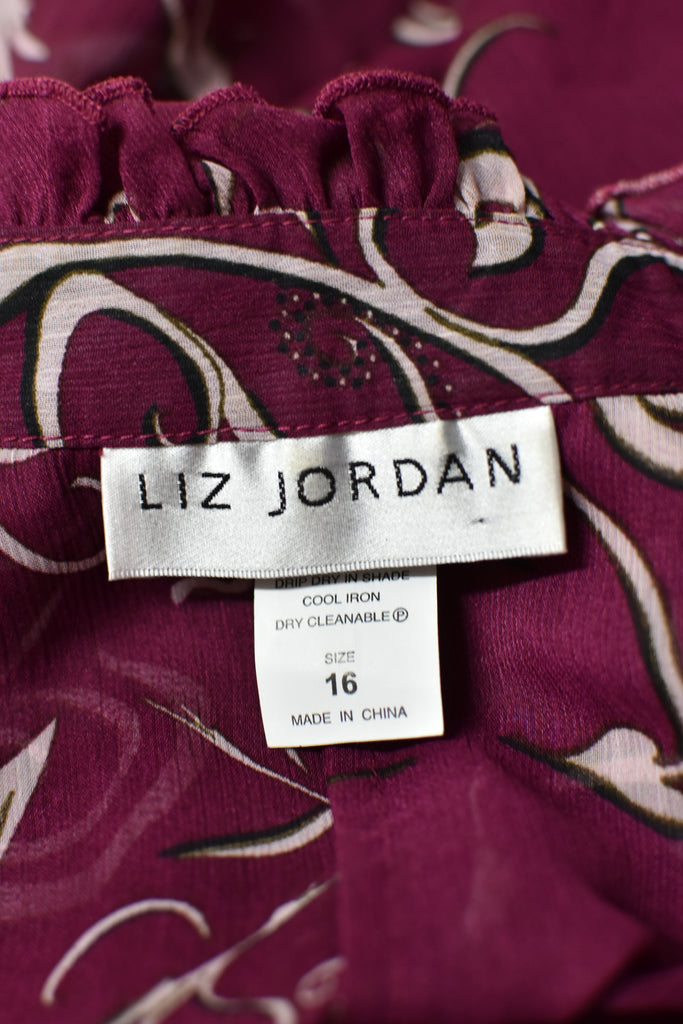 LIZ JORDAN
DRIP DRY IN SHADE
COOL IRON
DRY CLEANABLE Ⓟ
SIZE
16
MADE IN CHINA